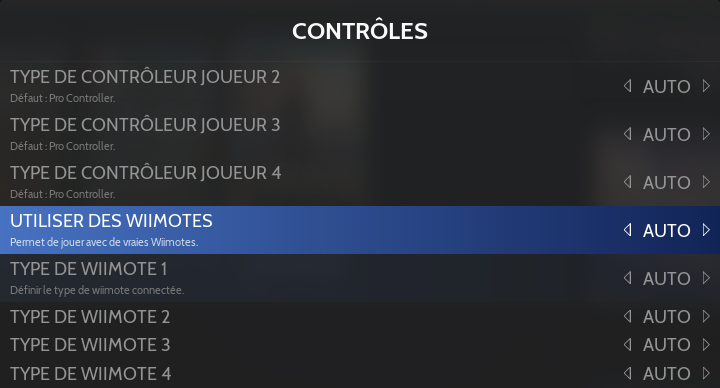 CONTRÔLES
TYPE DE CONTRÔLEUR JOUEUR 2
AUTO
Défaut : Pro Controller.
TYPE DE CONTRÔLEUR JOUEUR 3
AUTO
Défaut : Pro Controller.
TYPE DE CONTRÔLEUR JOUEUR 4
AUTO
Défaut : Pro Controller.
UTILISER DES WIIMOTES
AUTO
Permet de jouer avec de vraies Wiimotes.
TYPE DE WIIMOTE 1
AUTO
Définir le type de wiimote connectée.
TYPE DE WIIMOTE 2
AUTO
TYPE DE WIIMOTE 3
AUTO
TYPE DE WIIMOTE 4
AUTO